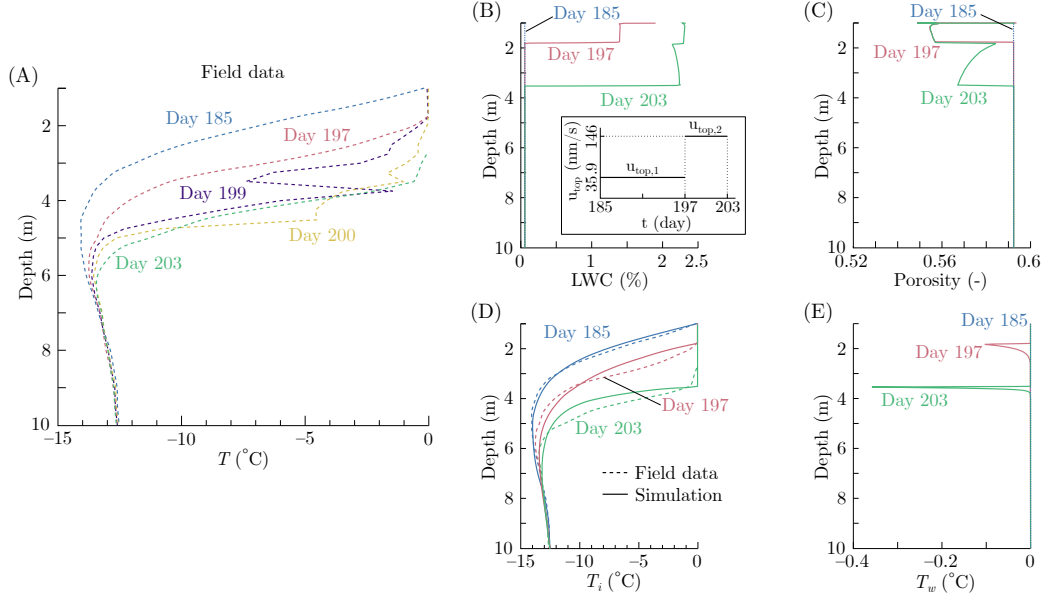 (A)
Field data
Day 185
Day 197
Day 199
Day 200
Day 203
2
4
6
8
10
Depth (m)
−15
−10
−5
0
T (°C)
(B)
Day 185
Day 197
Day 203
2
4
6
8
10
Depth (m)
0
1
2
2.5
LWC (%)
u_top (nm/s)
146
35.9
u_top,1
u_top,2
185
197
203
t (day)
(C)
Day 185
Day 197
Day 203
2
4
6
8
10
Depth (m)
0.52
0.56
0.6
Porosity (-)
(D)
Day 185
Day 197
Day 203
Field data
Simulation
2
4
6
8
10
Depth (m)
−15
−10
−5
0
T_i (°C)
(E)
Day 185
Day 197
Day 203
2
4
6
8
10
Depth (m)
−0.4
−0.2
0
T_w (°C)